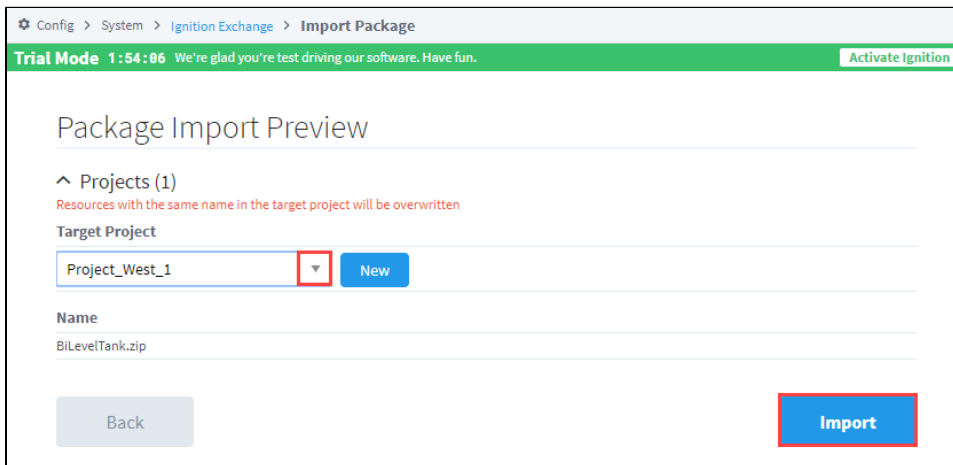 Config > System > Ignition Exchange > Import Package
Trial Mode 1:54:06 We're glad you're test driving our software. Have fun. Activate Ignition
Package Import Preview
Projects (1)
Resources with the same name in the target project will be overwritten
Target Project
Project_West_1 New
Name
BiLevelTank.zip
Back Import